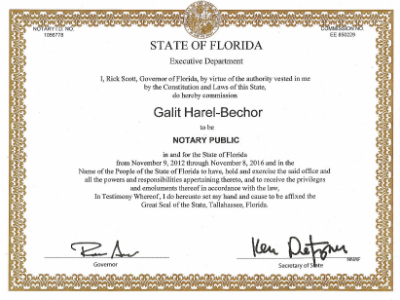 NOTARY I.D. NO.
1066778
COMMISSION NO.
EE 850229
STATE OF FLORIDA
Executive Department
I, Rick Scott, Governor of Florida, by virtue of the authority vested in me
by the Constitution and Laws of this State,
do hereby commission
Galit Harel-Bechor
to be
NOTARY PUBLIC
in and for the State of Florida
from November 9, 2012 through November 8, 2016 and in the
Name of the People of the State of Florida to have, hold and exercise the said office and
all the powers and responsibilities appertaining thereto, and to receive the privileges
and emoluments thereof in accordance with the law,
In Testimony Whereof, I do hereunto set my hand and cause to be affixed the
Great Seal of the State, Tallahassee, Florida.
Ken Detzner
Governor
Secretary of State